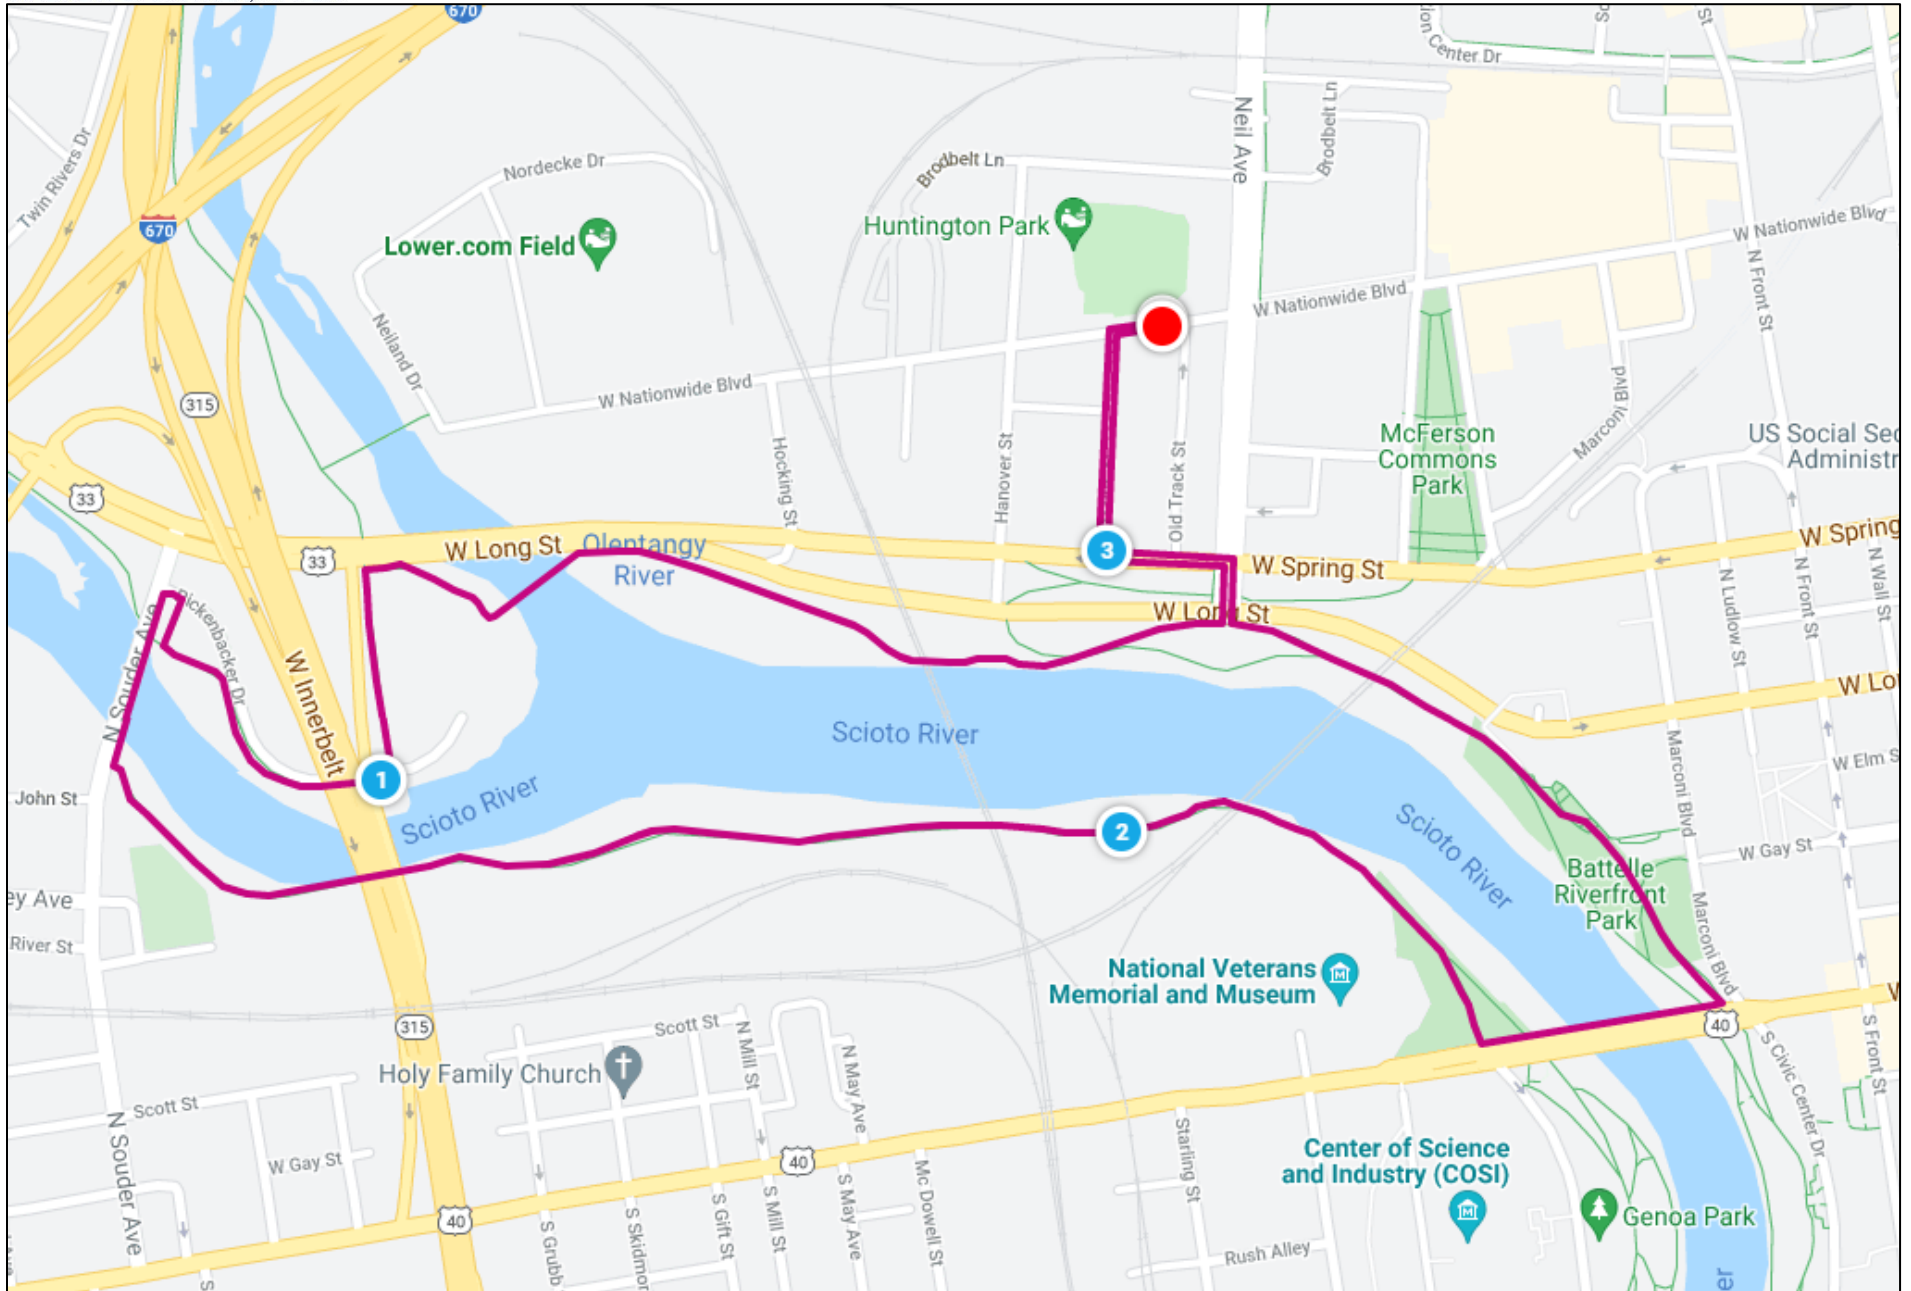 670
ion Center Dr
St
Neil Ave
Brodbelt Ln
Twin Rivers Dr
Nordecke Dr
Brodbelt Ln
Huntington Park
W Nationwide Blvd
670
Lower.com Field
N Front St
W Nationwide Blvd
Neiland Dr
W Nationwide Blvd
315
Marconi Blvd
McFerson
Commons
Park
US Social Sec
Administr
Hocking St
Hanover St
Old Track St
33
W Long St
Olentangy
River
33
3
W Spring St
W Spring
N Wall St
N Front St
N Ludlow St
W Long St
Rickenbacker Dr
N Souder Ave
W Innerbelt
W Lo
Scioto River
Marconi Blvd
W Elm S
1
John St
Scioto River
2
Scioto River
W Gay St
Battelle
Riverfront
Park
ey Ave
River St
Marconi Blvd
National Veterans
Memorial and Museum
W
40
315
Scott St
N Mill St
N May Ave
S Civic Center Dr
S Front St
Holy Family Church
Scott St
N Souder Ave
W Gay St
40
Mc Dowell St
Starling St
Center of Science
and Industry (COSI)
40
S Grubb
S Skidmor
S Gift St
S Mill St
S May Ave
Rush Alley
Genoa Park
S
er